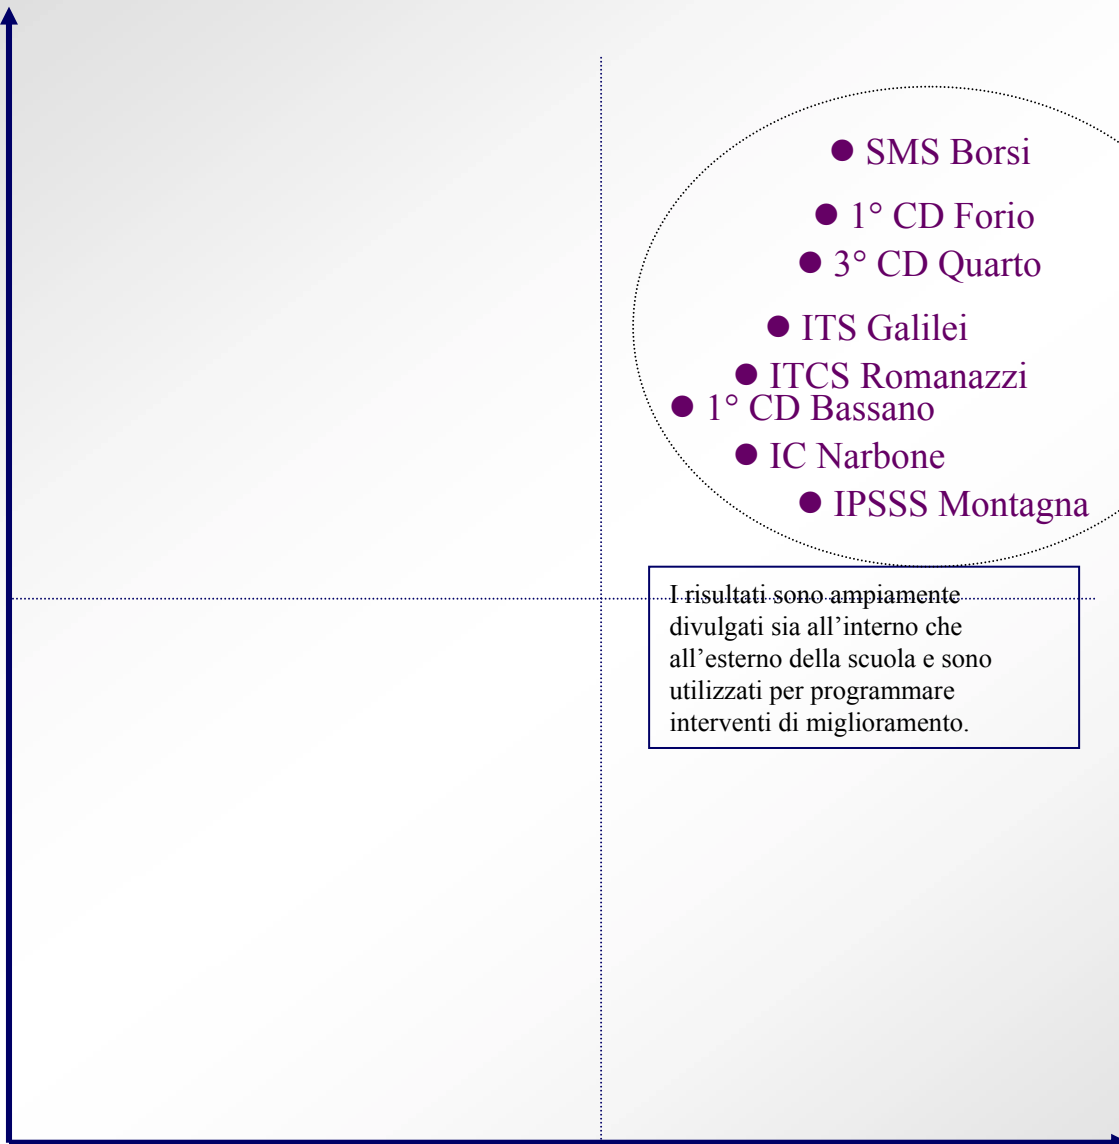 SMS Borsi
1° CD Forio
3° CD Quarto
ITS Galilei
ITCS Romanazzi
1° CD Bassano
IC Narbone
IPSSS Montagna
I risultati sono ampiamente
divulgati sia all’interno che
all’esterno della scuola e sono
utilizzati per programmare
interventi di miglioramento.